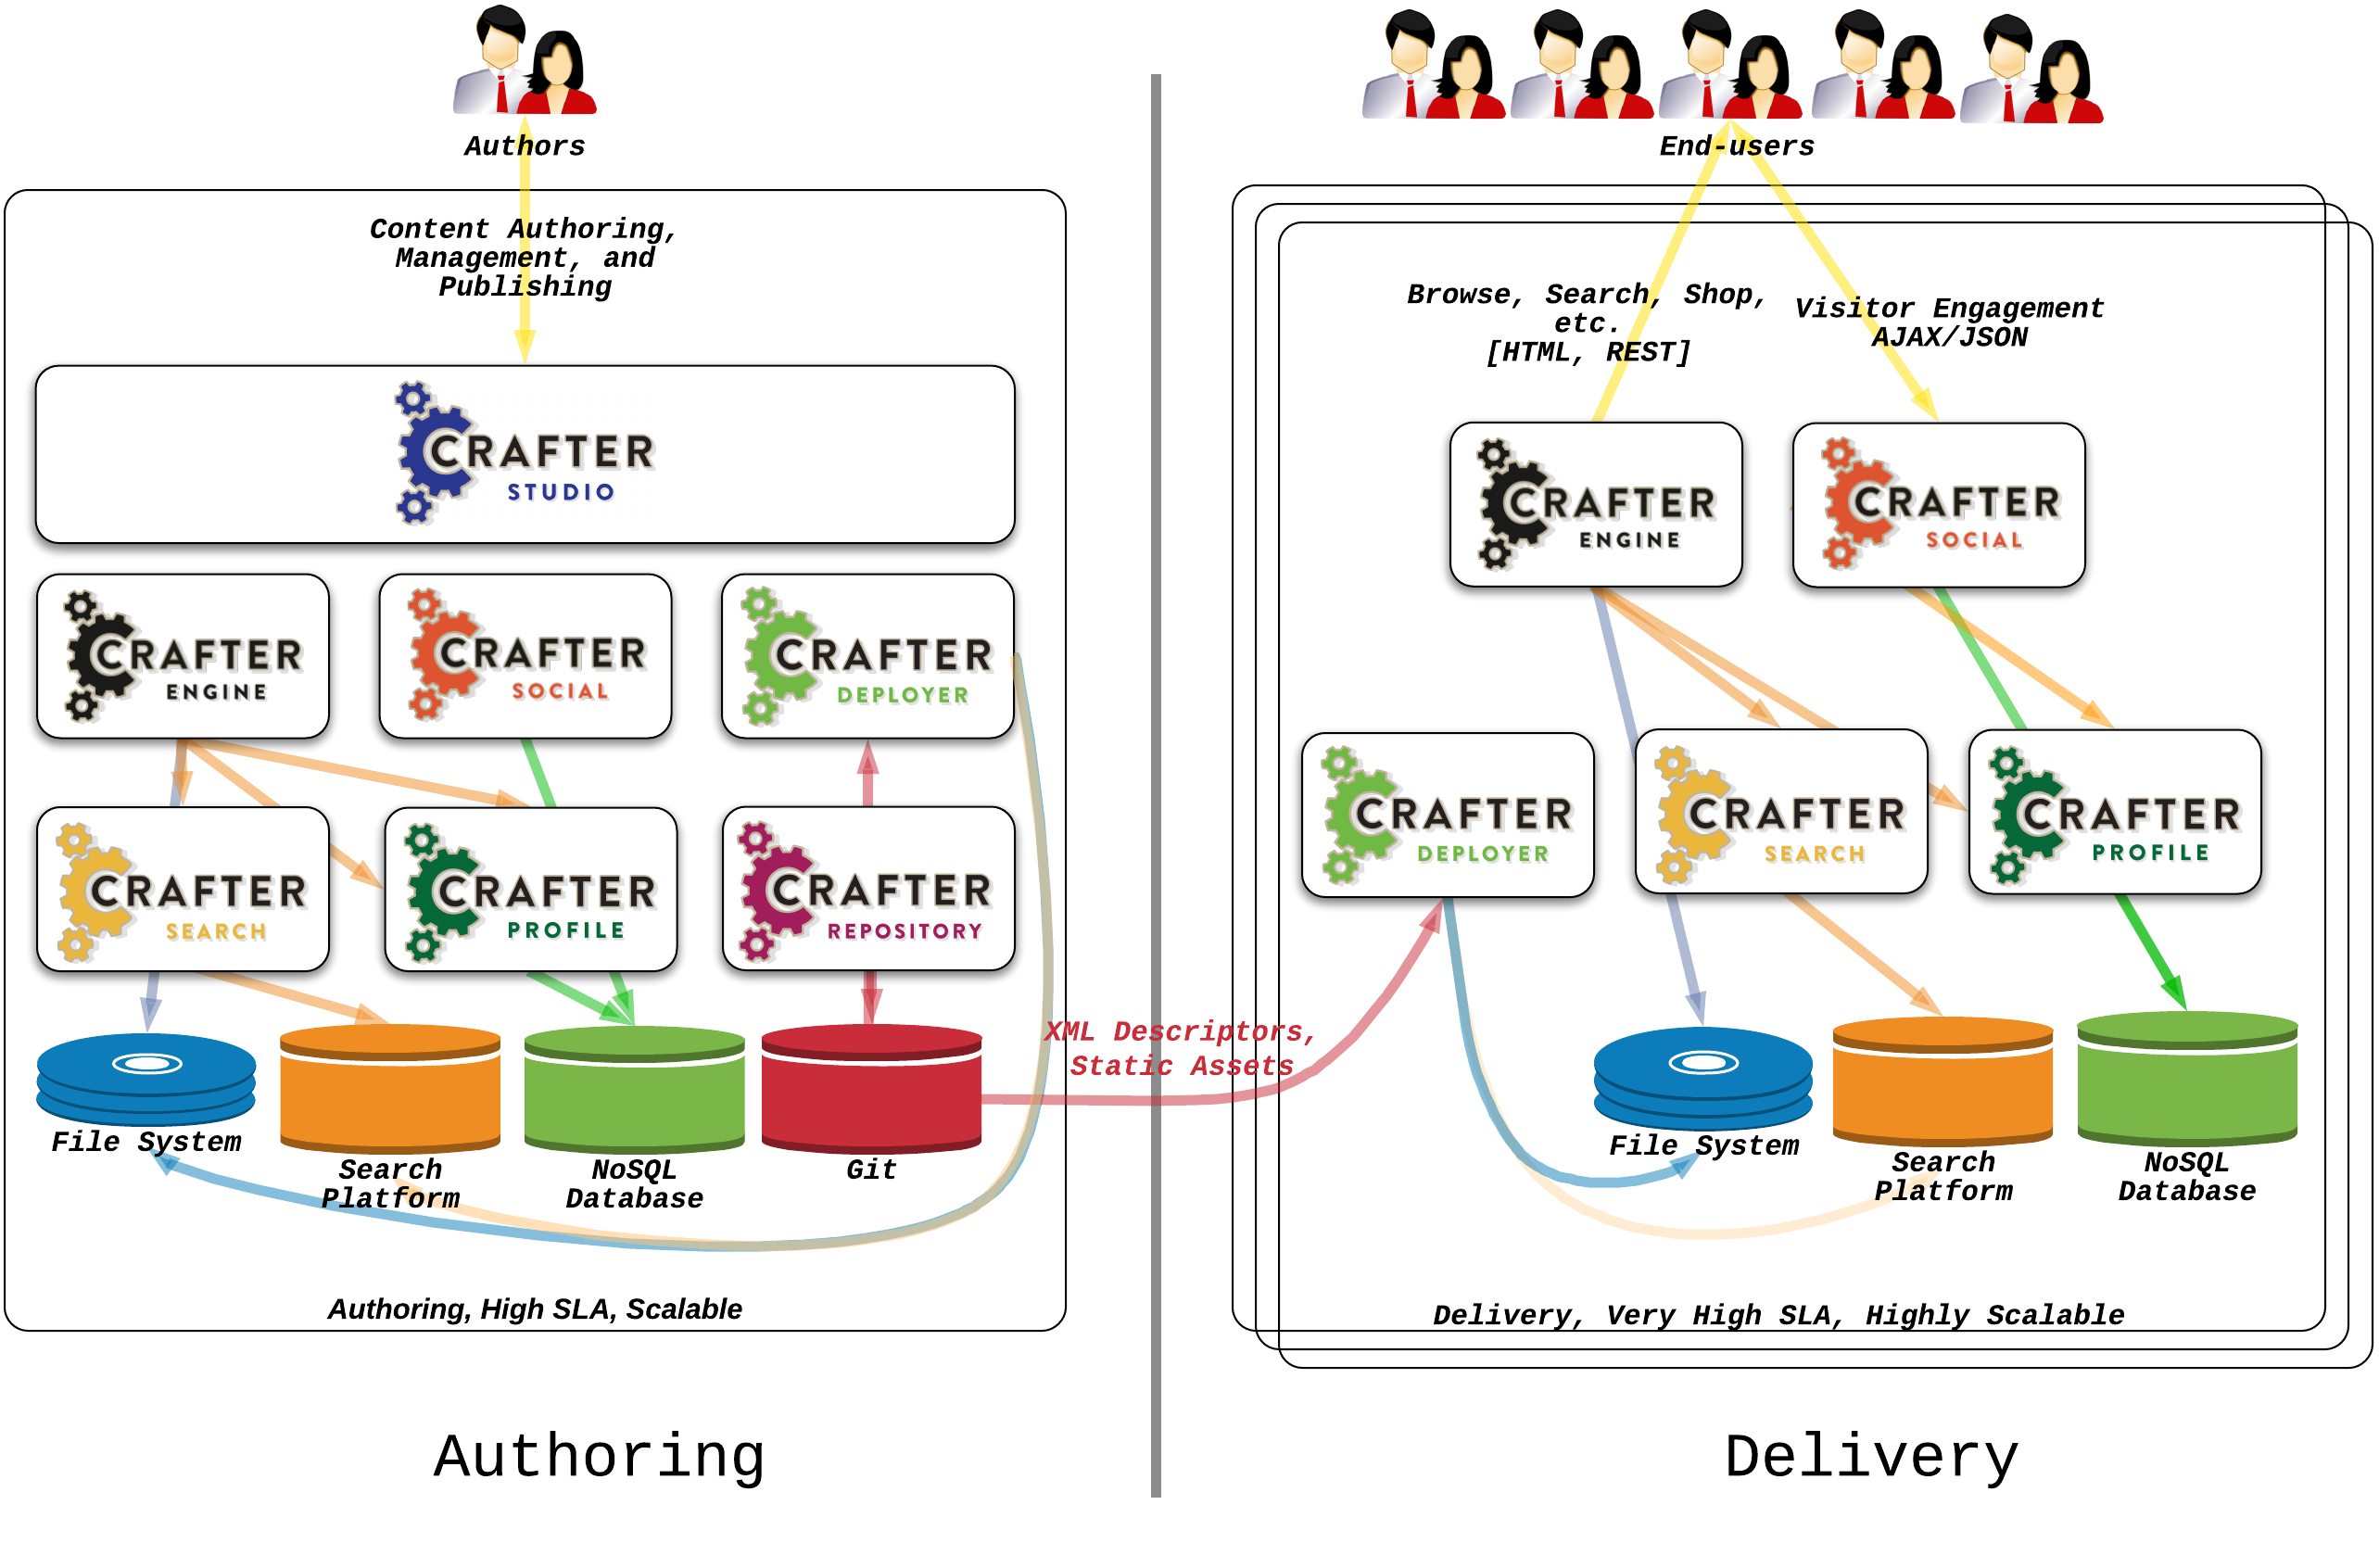 Authors
End-users
Content Authoring,
Management, and
Publishing
CRAFTER
STUDIO
CRAFTER
ENGINE
CRAFTER
SOCIAL
CRAFTER
DEPLOYER
CRAFTER
SEARCH
CRAFTER
PROFILE
CRAFTER
REPOSITORY
File System
Search
Platform
NoSQL
Database
Git
Authoring, High SLA, Scalable
XML Descriptors,
Static Assets
Browse, Search, Shop,
etc.
[HTML, REST]
Visitor Engagement
AJAX/JSON
CRAFTER
ENGINE
CRAFTER
SOCIAL
CRAFTER
DEPLOYER
CRAFTER
SEARCH
CRAFTER
PROFILE
File System
Search
Platform
NoSQL
Database
Delivery, Very High SLA, Highly Scalable
Authoring
Delivery